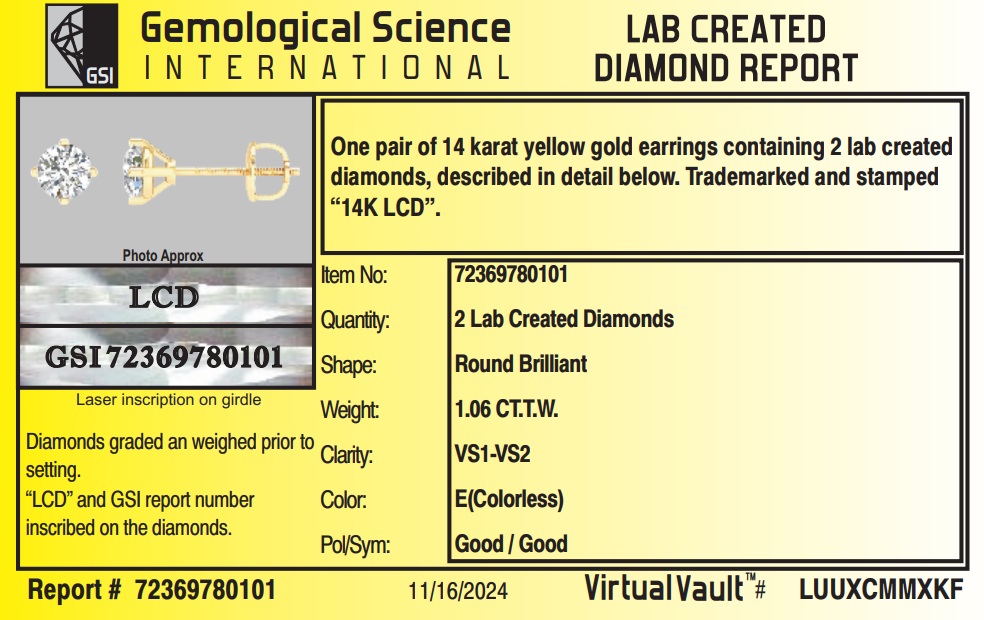 GSI
Gemological Science
INTERNATIONAL
LAB CREATED
DIAMOND REPORT
Photo Approx
LCD
GSI 72369780101
Laser inscription on girdle
Diamonds graded an weighed prior to
setting.
“LCD” and GSI report number
inscribed on the diamonds.
One pair of 14 karat yellow gold earrings containing 2 lab created
diamonds, described in detail below. Trademarked and stamped
“14K LCD”.
Item No: 72369780101
Quantity: 2 Lab Created Diamonds
Shape: Round Brilliant
Weight: 1.06 CT.T.W.
Clarity: VS1-VS2
Color: E(Colorless)
Pol/Sym: Good / Good
Report # 72369780101 11/16/2024 VirtualVault™# LUUXCMMXKF